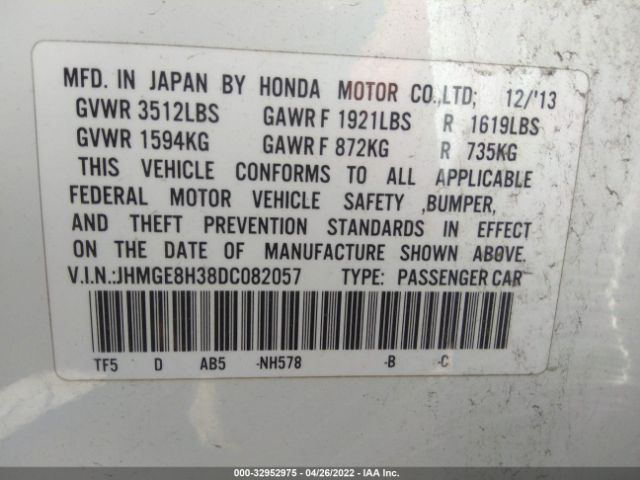 MFD. IN JAPAN BY HONDA MOTOR CO.,LTD; 12/'13
GVWR 3512LBS GAWR F 1921LBS R 1619LBS
GVWR 1594KG GAWR F 872KG R 735KG
THIS VEHICLE CONFORMS TO ALL APPLICABLE
FEDERAL MOTOR VEHICLE SAFETY ,BUMPER,
AND THEFT PREVENTION STANDARDS IN EFFECT
ON THE DATE OF MANUFACTURE SHOWN ABOVE.
V.I.N.:JHMGE8H38DC082057 TYPE: PASSENGER CAR
TF5 D AB5 -NH578 -B -C
000-32952975 - 04/26/2022 - IAA Inc.